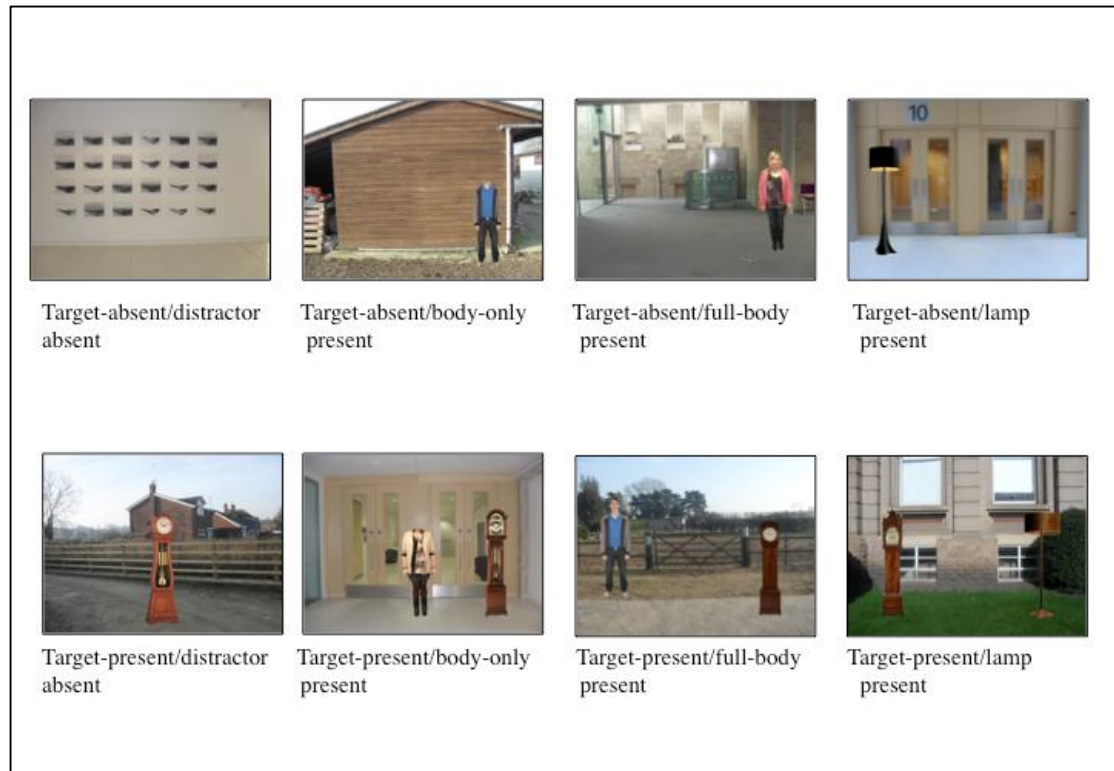 10
Target-absent/distractor
absent
Target-absent/body-only
present
Target-absent/full-body
present
Target-absent/lamp
present
Target-present/distractor
absent
Target-present/body-only
present
Target-present/full-body
present
Target-present/lamp
present